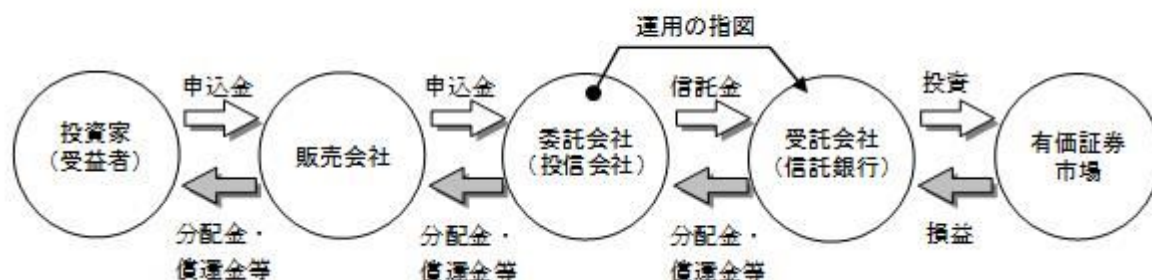 運用の指図
申込金
申込金
信託金
投資
投資家
（受益者）
販売会社
委託会社
（投信会社）
受託会社
（信託銀行）
有価証券
市場
分配金・
償還金等
分配金・
償還金等
分配金・
償還金等
損益